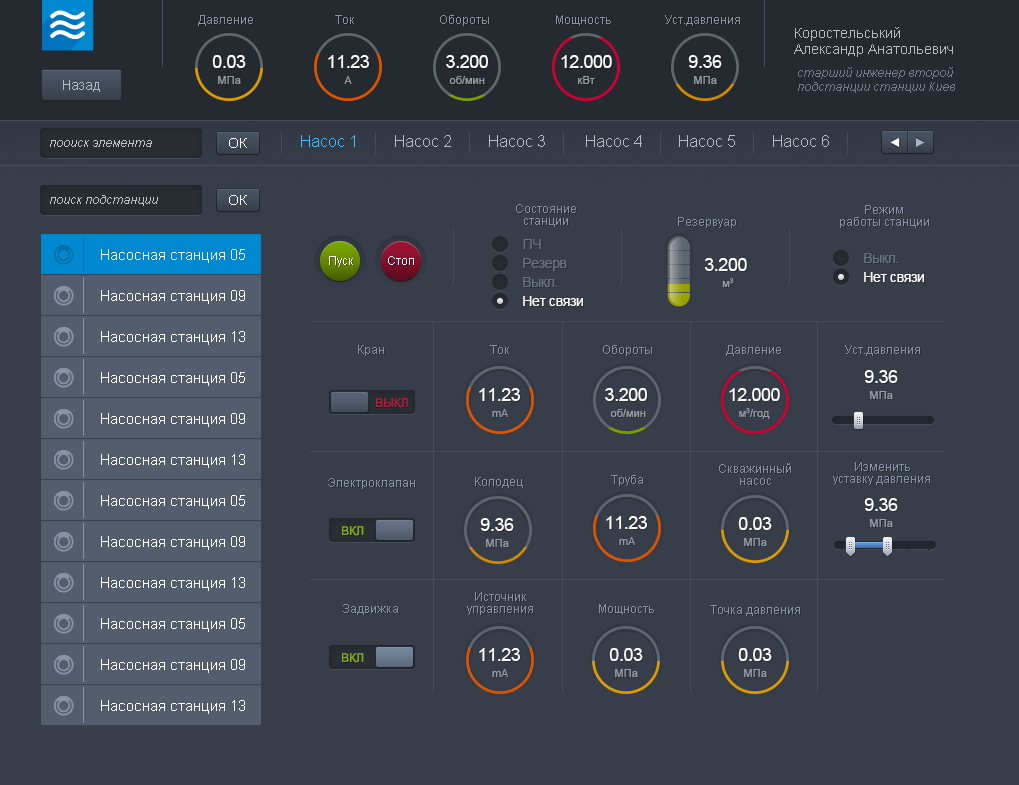 Давление
0.03
МПа
Ток
11.23
А
Обороты
3.200
об/мин
Мощность
12.000
кВт
Уст.давления
9.36
МПа
Коростельський
Александр Анатольевич
старший инженер второй
подстанции станции Киев
Назад
пооиск элемента
ОК
Насос 1
Насос 2
Насос 3
Насос 4
Насос 5
Насос 6
поиск подстанции
ОК
Насосная станция 05
Насосная станция 09
Насосная станция 13
Насосная станция 05
Насосная станция 09
Насосная станция 13
Насосная станция 05
Насосная станция 09
Насосная станция 13
Насосная станция 05
Насосная станция 09
Насосная станция 13
Пуск
Стоп
Состояние
станции
ПЧ
Резерв
Выкл.
Нет связи
Резервуар
3.200
м³
Режим
работы станции
Выкл.
Нет связи
Кран
ВЫКЛ
Ток
11.23
mA
Обороты
3.200
об/мин
Давление
12.000
м³/год
Уст.давления
9.36
МПа
Электроклапан
ВКЛ
Колодец
9.36
МПа
Труба
11.23
mA
Скважинный
насос
0.03
МПа
Изменить
уставку давления
9.36
МПа
Задвижка
ВКЛ
Источник
управления
11.23
mA
Мощность
0.03
МПа
Точка давления
0.03
МПа